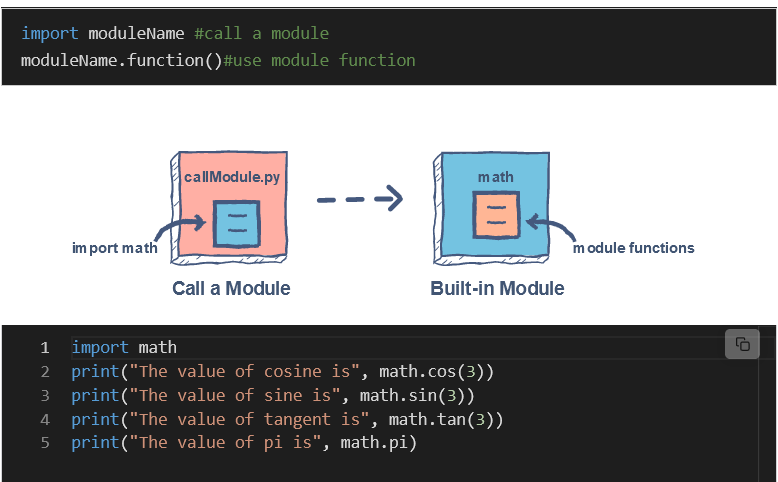 import moduleName #call a module
moduleName.function()#use module function
callModule.py
math
import math
module functions
Call a Module
Built-in Module
1 import math
2 print("The value of cosine is", math.cos(3))
3 print("The value of sine is", math.sin(3))
4 print("The value of tangent is", math.tan(3))
5 print("The value of pi is", math.pi)